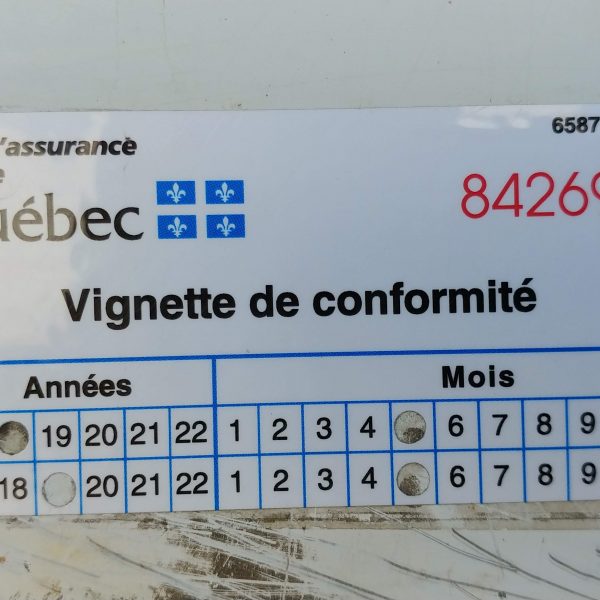 'assurance
6587
84269
uébec
Vignette de conformité
Années Mois
19 20 21 22 1 2 3 4 6 7 8 9
18 20 21 22 1 2 3 4 6 7 8 9